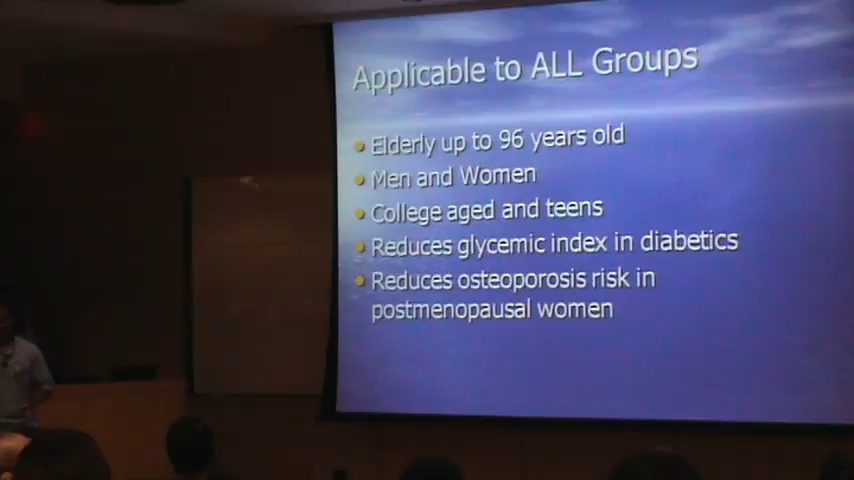 Applicable to ALL Groups
Elderly up to 96 years old
Men and Women
College aged and teens
Reduces glycemic index in diabetics
Reduces osteoporosis risk in
postmenopausal women